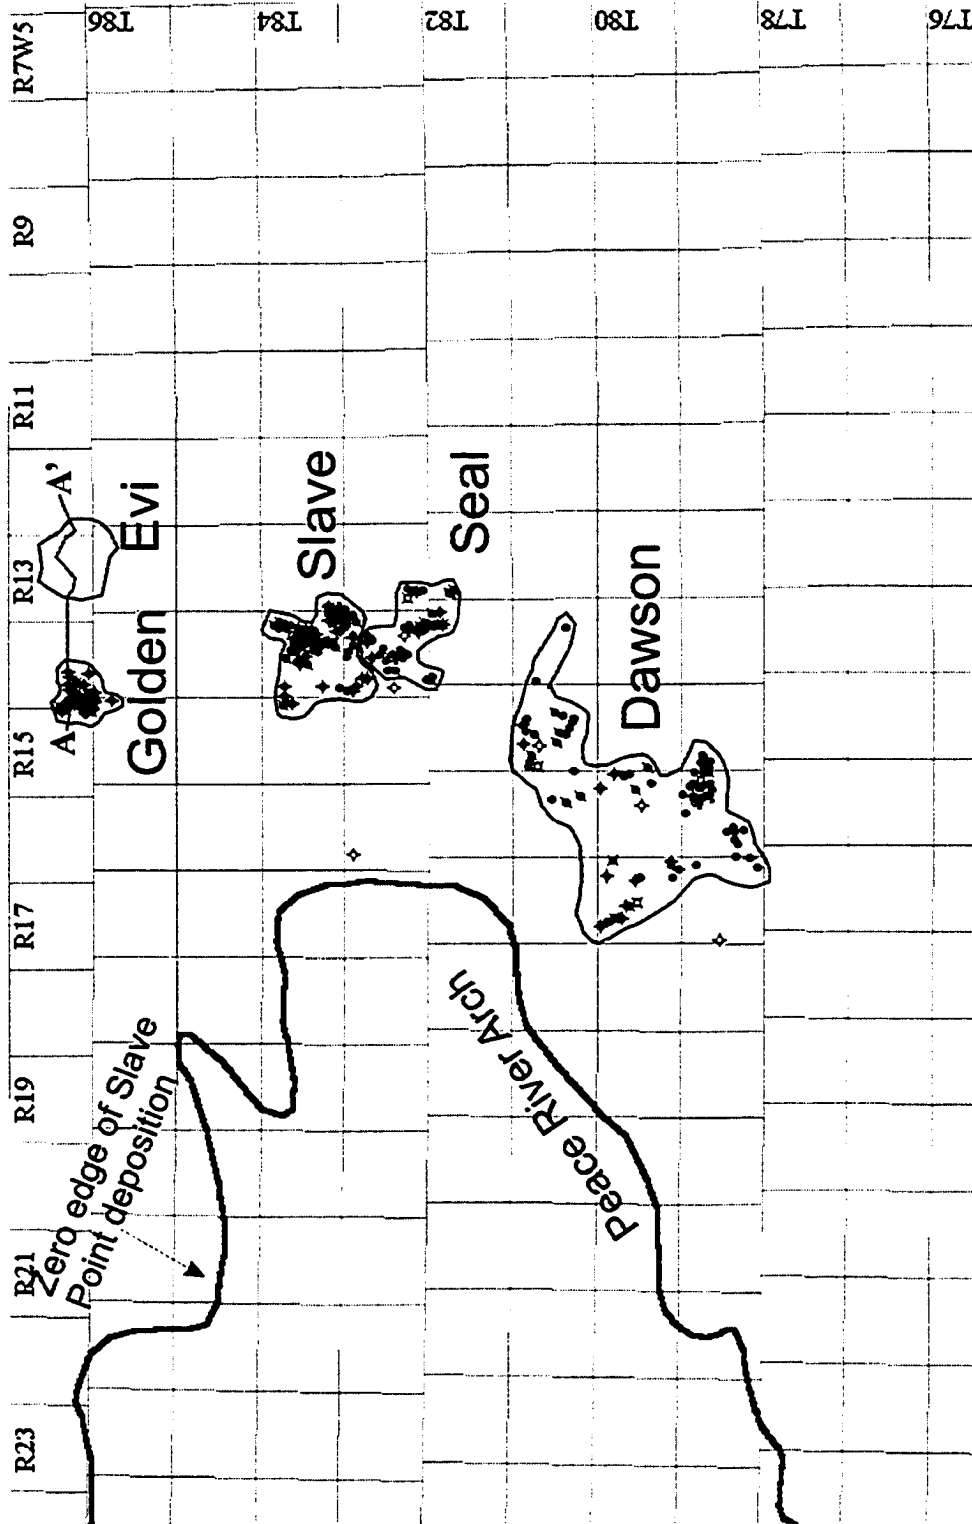 R7W5
R9
R11
R13
R15
R17
R19
R21
R23
T86
T84
T82
T80
T78
T76
A
A'
Golden
Evi
Slave
Seal
Dawson
Peace River Arch
Zero edge of Slave
Point deposition